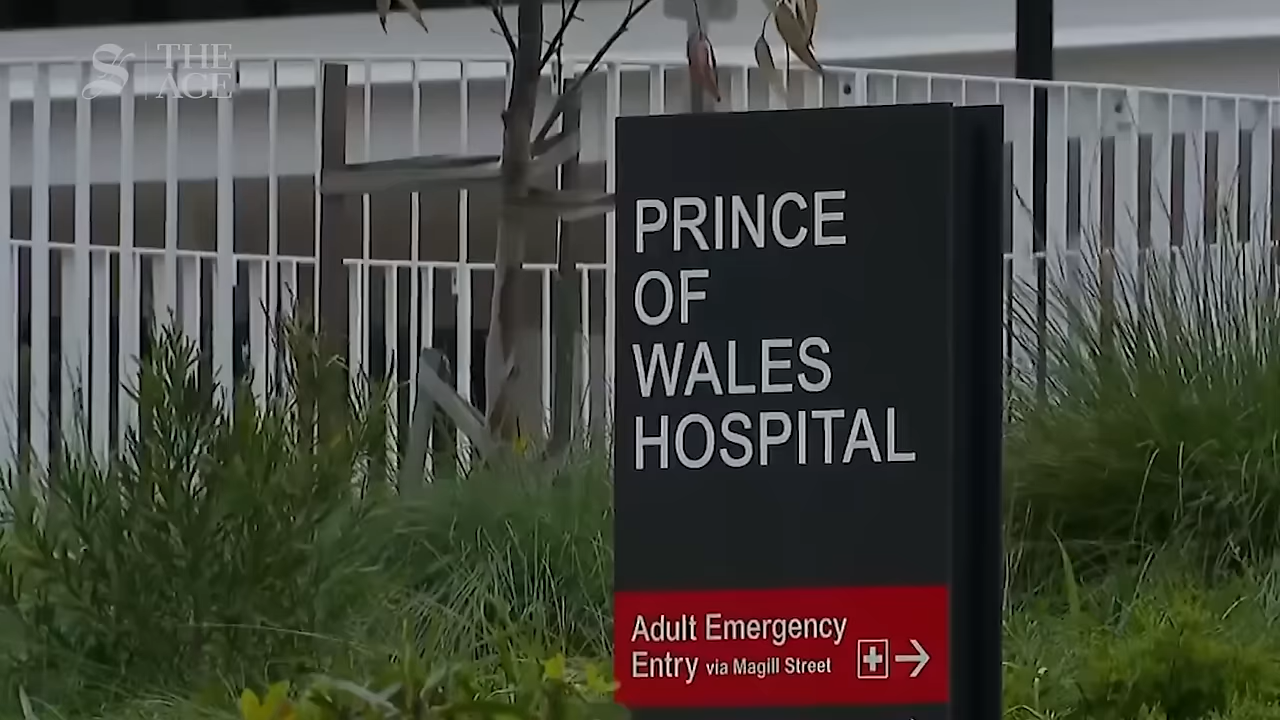 THE
AGE
PRINCE
OF
WALES
HOSPITAL
Adult Emergency
Entry via Magill Street